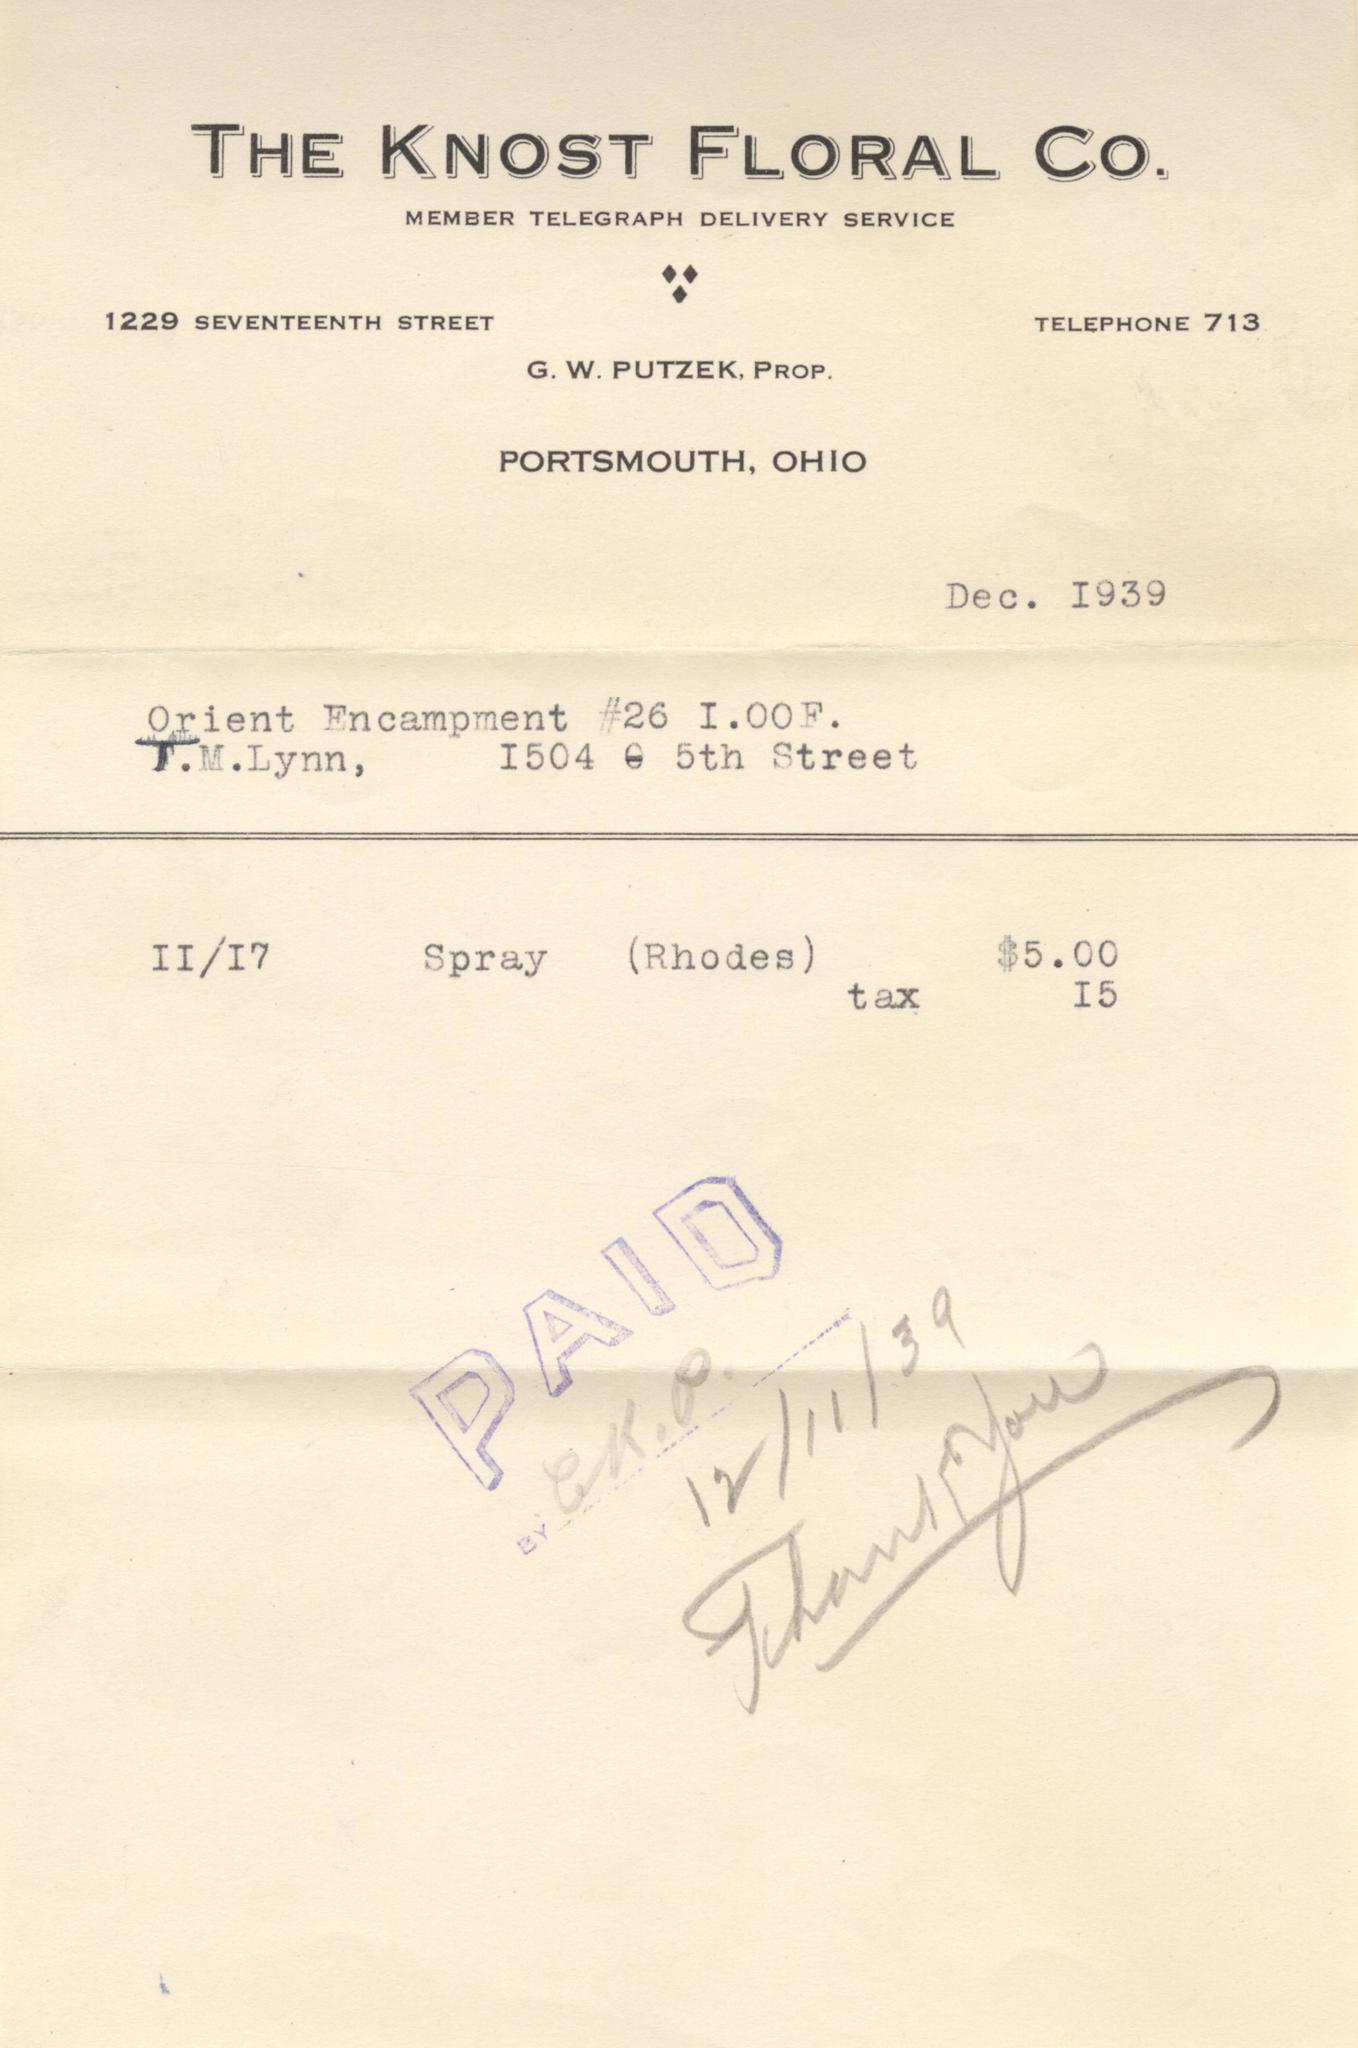 THE KNOST FLORAL CO.
MEMBER TELEGRAPH DELIVERY SERVICE
1229 SEVENTEENTH STREET TELEPHONE 713
G. W. PUTZEK, PROP.
PORTSMOUTH, OHIO
Dec. I939
Orient Encampment #26 I.OOF.
T.M.Lynn, I504 5th Street
II/I7 Spray (Rhodes) $5.00
tax I5
PAID
BY C.K.P.
12/11/39
Thank You